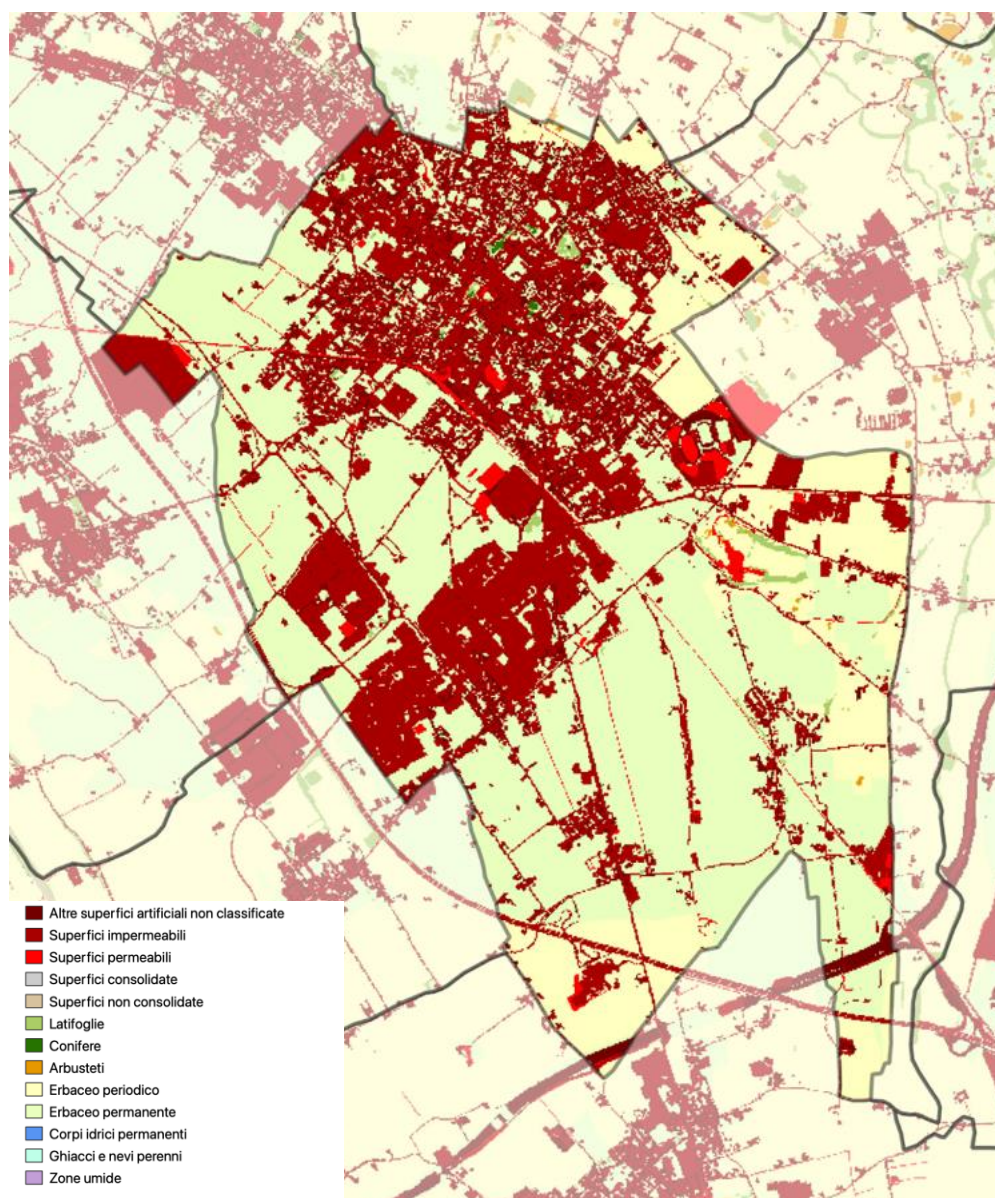 Altre superfici artificiali non classificate
Superfici impermeabili
Superfici permeabili
Superfici consolidate
Superfici non consolidate
Latifoglie
Conifere
Arbusteti
Erbaceo periodico
Erbaceo permanente
Corpi idrici permanenti
Ghiacci e nevi perenni
Zone umide